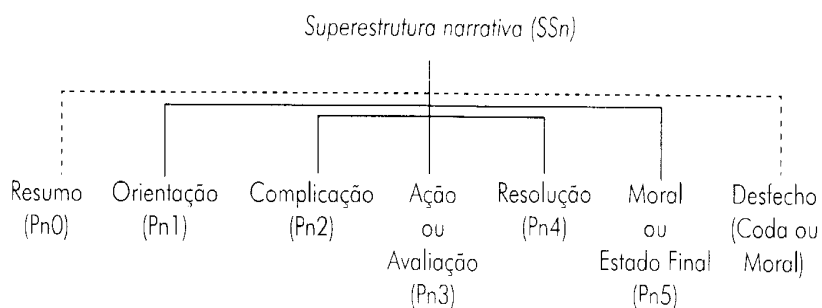 Superestrutura narrativa (SSn)
Resumo
(Pn0)
Orientação
(Pn1)
Complicação
(Pn2)
Ação
ou
Avaliação
(Pn3)
Resolução
(Pn4)
Moral
ou
Estado Final
(Pn5)
Desfecho
(Coda ou
Moral)